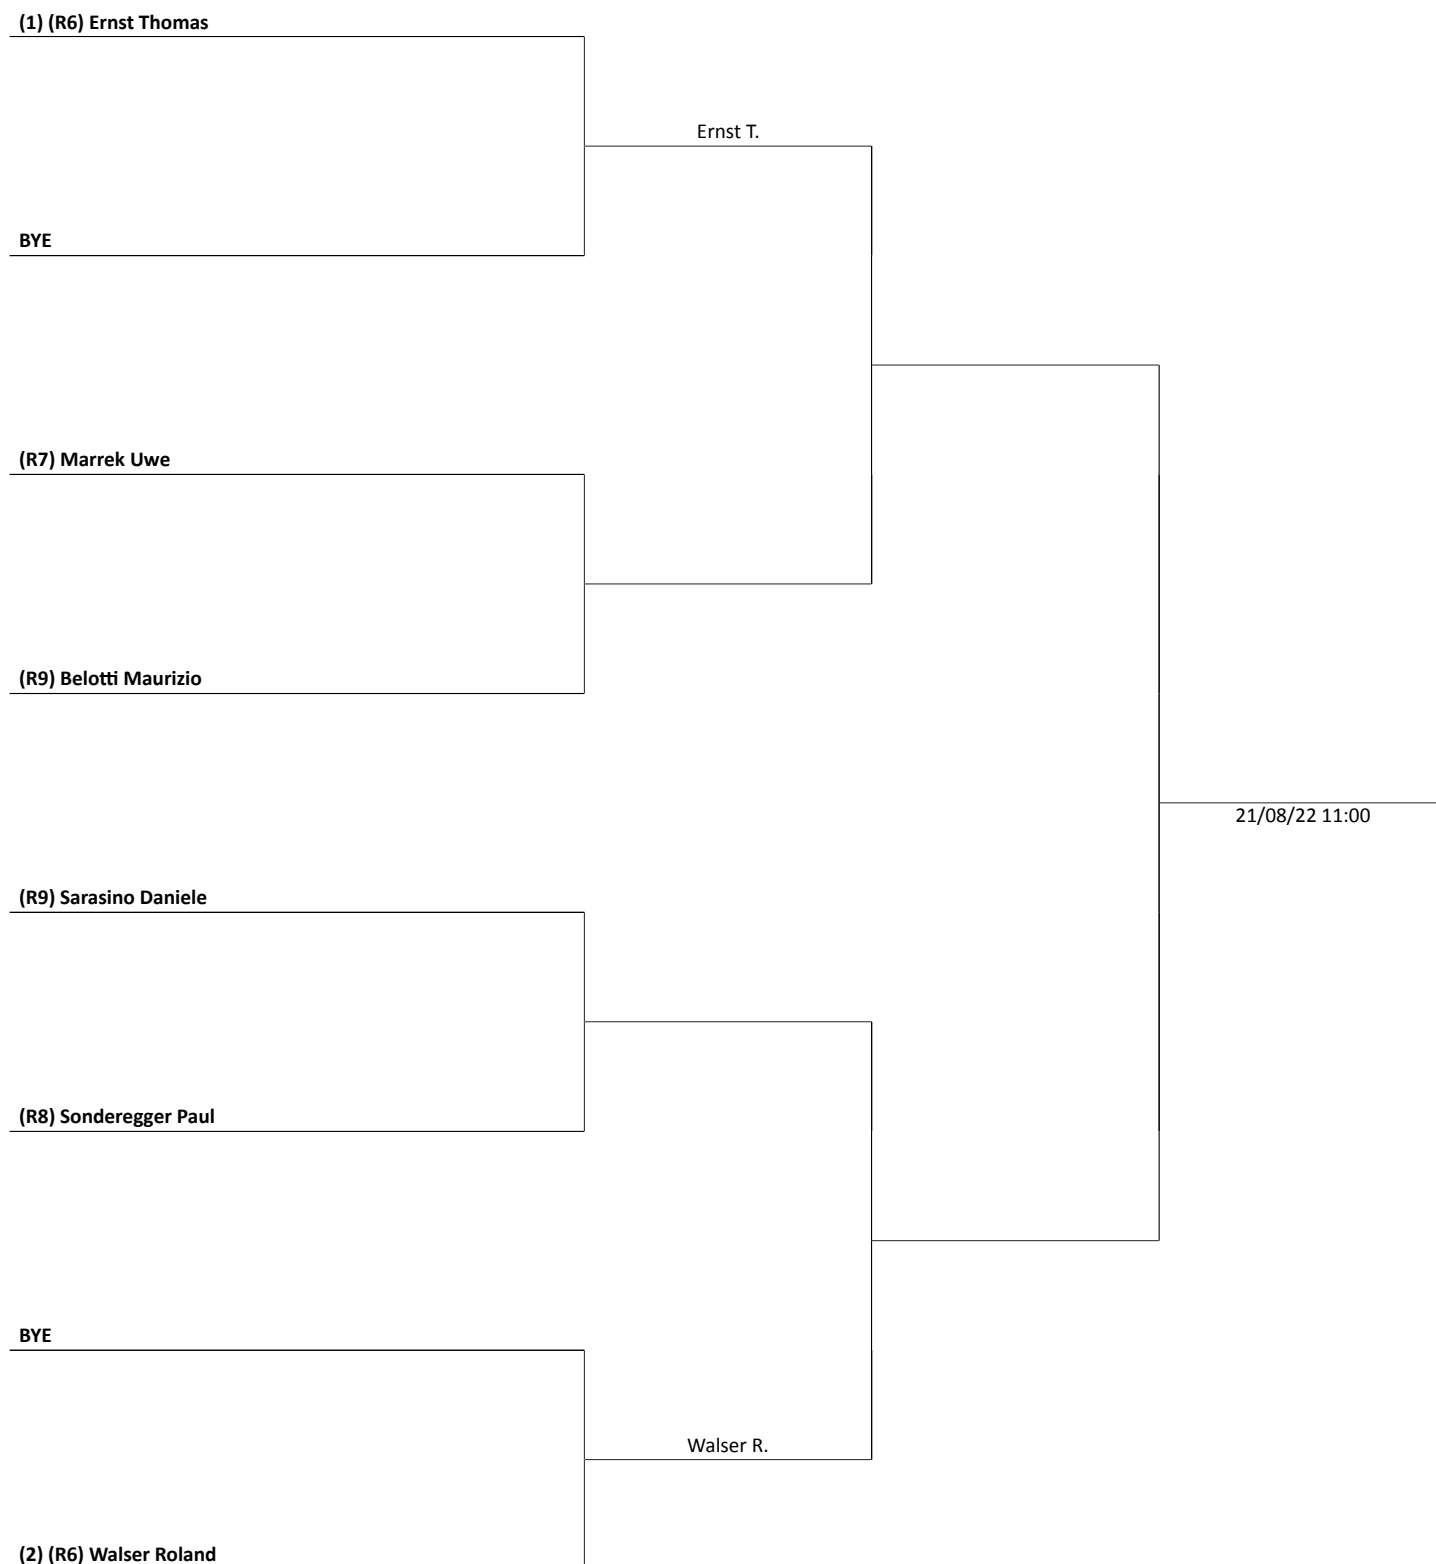 (1) (R6) Ernst Thomas
Ernst T.
BYE
(R7) Marrek Uwe
(R9) Belotti Maurizio
21/08/22 11:00
(R9) Sarasino Daniele
(R8) Sonderegger Paul
BYE
Walser R.
(2) (R6) Walser Roland